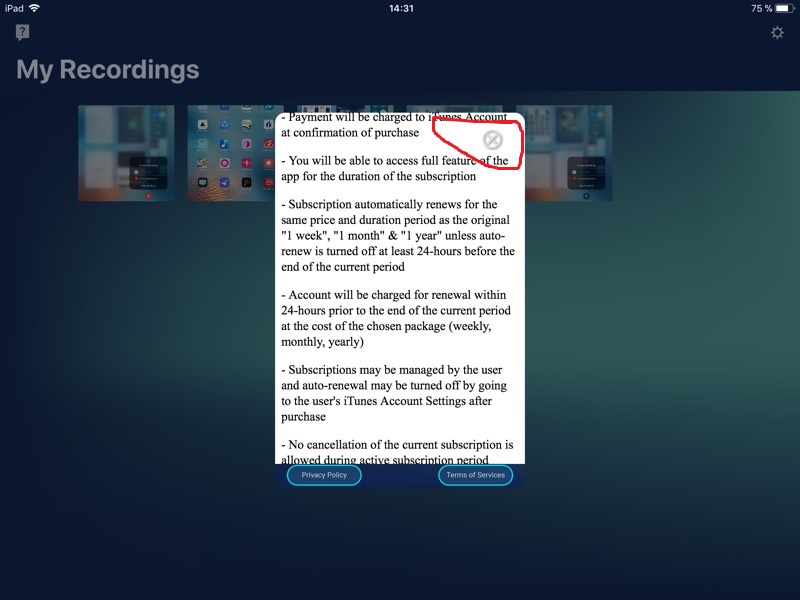 iPad
14:31
75 %
?
My Recordings
- Payment will be charged to iTunes Account
at confirmation of purchase
- You will be able to access full feature of the
app for the duration of the subscription
- Subscription automatically renews for the
same price and duration period as the original
"1 week", "1 month" & "1 year" unless auto-
renew is turned off at least 24-hours before the
end of the current period
- Account will be charged for renewal within
24-hours prior to the end of the current period
at the cost of the chosen package (weekly,
monthly, yearly)
- Subscriptions may be managed by the user
and auto-renewal may be turned off by going
to the user's iTunes Account Settings after
purchase
- No cancellation of the current subscription is
allowed during active subscription period
Privacy Policy
Terms of Services